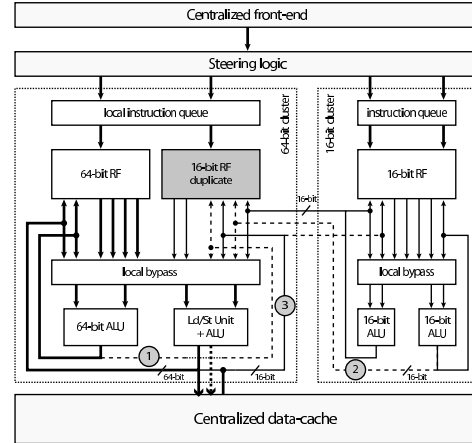 Centralized front-end
Steering logic
local instruction queue
64-bit cluster
16-bit cluster
instruction queue
64-bit RF
16-bit RF
duplicate
16-bit
16-bit RF
local bypass
local bypass
64-bit ALU
Ld/St Unit
+ ALU
3
16-bit
ALU
16-bit
ALU
1
2
64-bit
16-bit
16-bit
Centralized data-cache